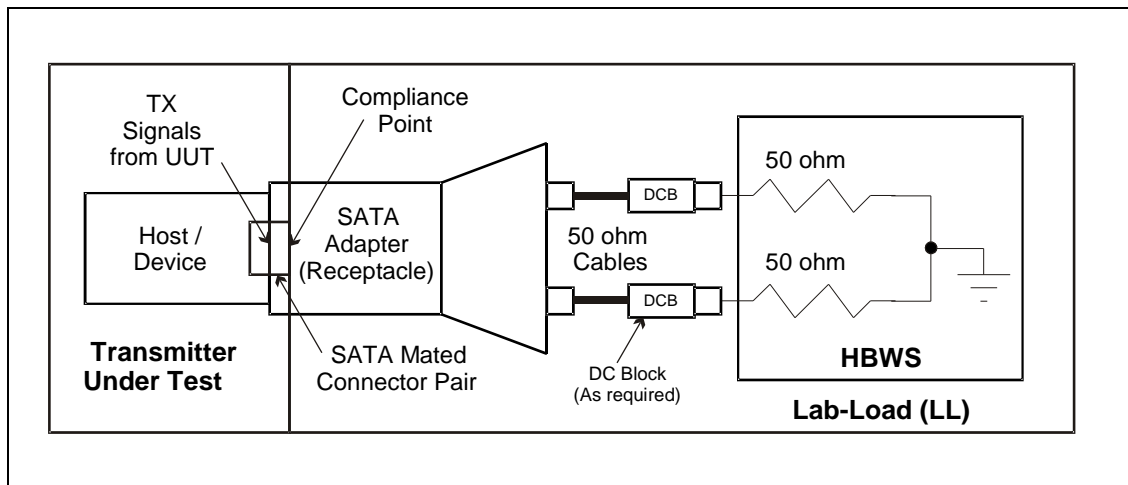 TX
Signals
from UUT
Compliance
Point
Host /
Device
SATA
Adapter
(Receptacle)
50 ohm
Cables
DCB
DCB
50 ohm
50 ohm
HBWS
Transmitter
Under Test
SATA Mated
Connector Pair
DC Block
(As required)
Lab-Load (LL)